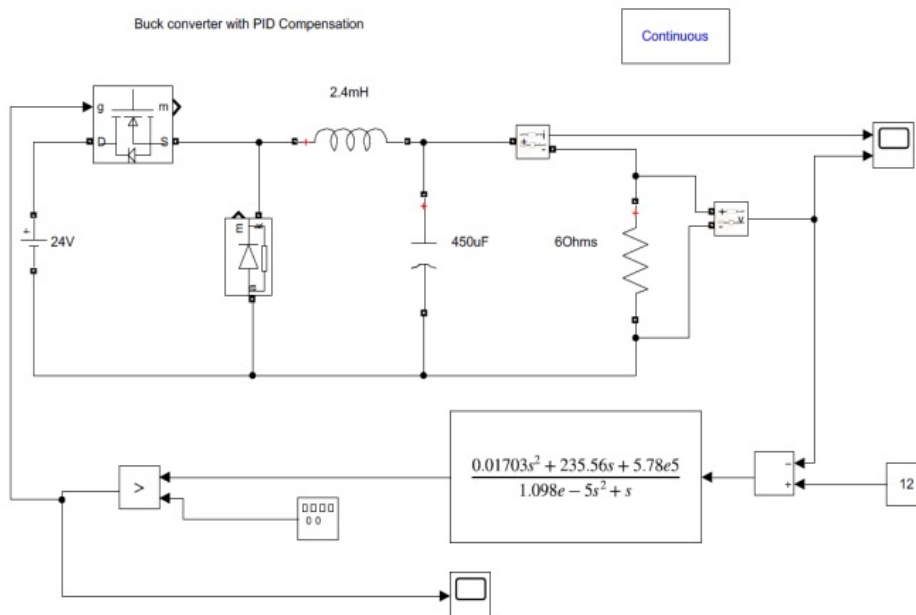 Buck converter with PID Compensation
Continuous
2.4mH
g
m
D
S
i
+
-
+
24V
m
450uF
6Ohms
+
-
v
0.01703s² + 235.56s + 5.78e5
1.098e − 5s² + s
−
+
12
>